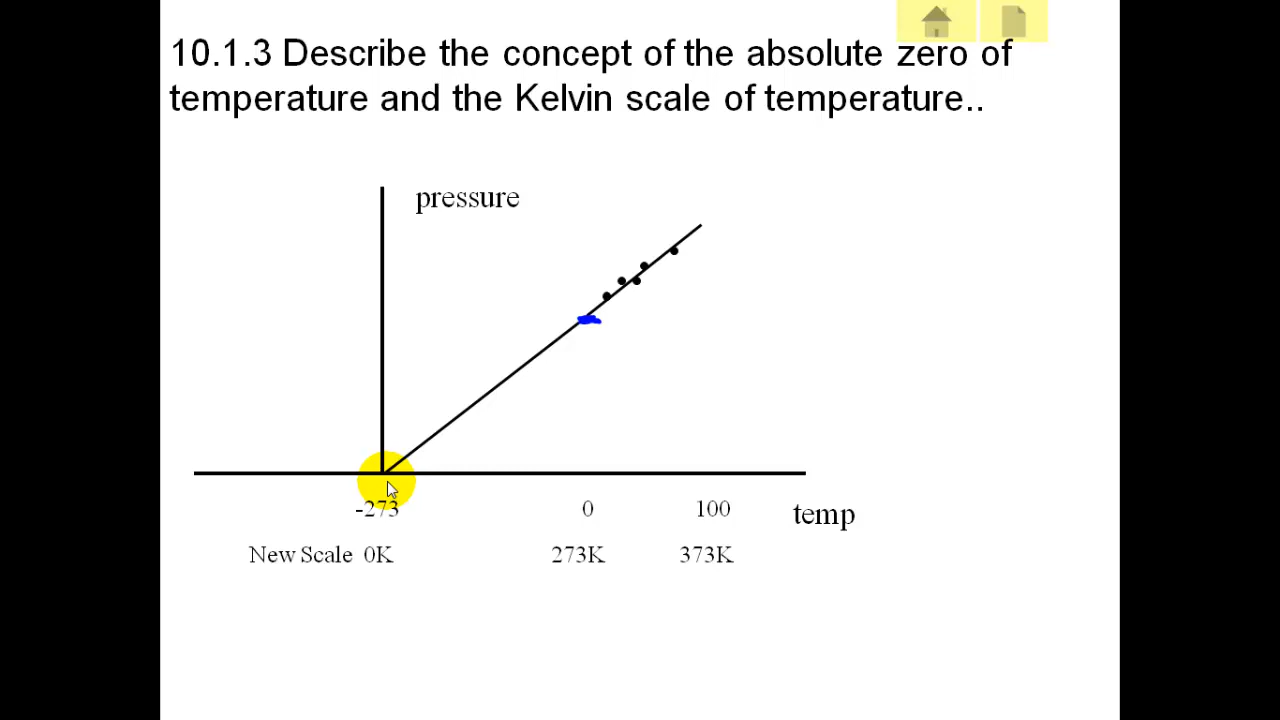 10.1.3 Describe the concept of the absolute zero of
temperature and the Kelvin scale of temperature..
pressure
-273 0 100 temp
New Scale 0K 273K 373K